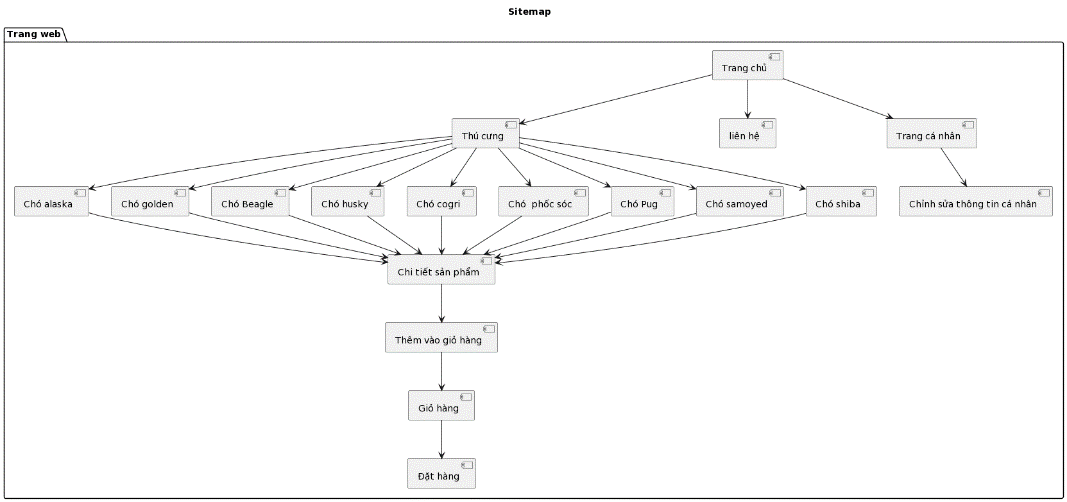 Sitemap
Trang web
Trang chủ
Thú cưng
liên hệ
Trang cá nhân
Chó alaska
Chó golden
Chó Beagle
Chó husky
Chó cogri
Chó  phốc sóc
Chó Pug
Chó samoyed
Chó shiba
Chỉnh sửa thông tin cá nhân
Chi tiết sản phẩm
Thêm vào giỏ hàng
Giỏ hàng
Đặt hàng